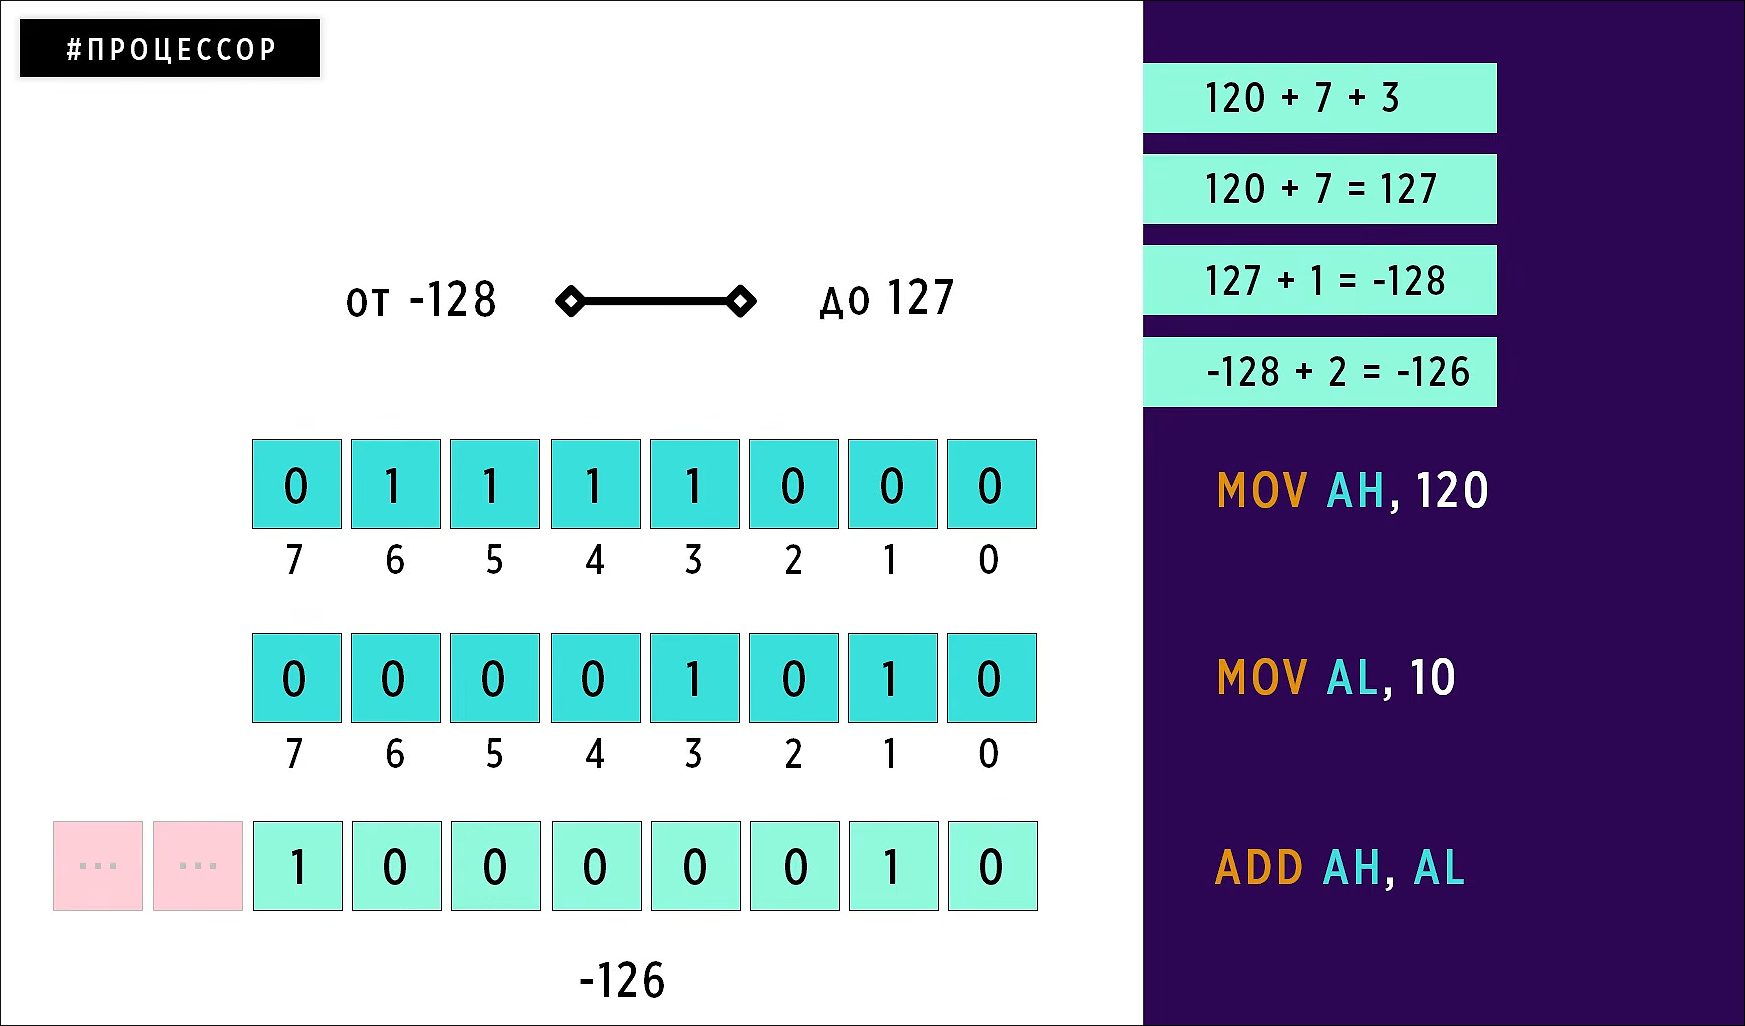 #ПРОЦЕССОР
120 + 7 + 3
120 + 7 = 127
127 + 1 = -128
-128 + 2 = -126
от -128 до 127
0 1 1 1 1 0 0 0
7 6 5 4 3 2 1 0
MOV AH, 120
0 0 0 0 1 0 1 0
7 6 5 4 3 2 1 0
MOV AL, 10
... ... 1 0 0 0 0 0 1 0
ADD AH, AL
-126